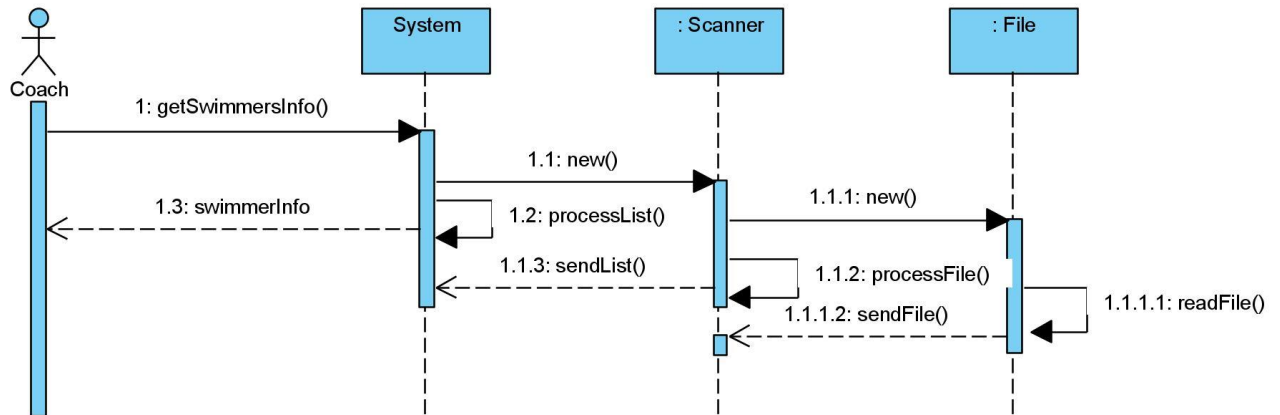 System
: Scanner
: File
Coach
1: getSwimmersInfo()
1.1: new()
1.1.1: new()
1.3: swimmerInfo
1.2: processList()
1.1.3: sendList()
1.1.2: processFile()
1.1.1.1: readFile()
1.1.1.2: sendFile()